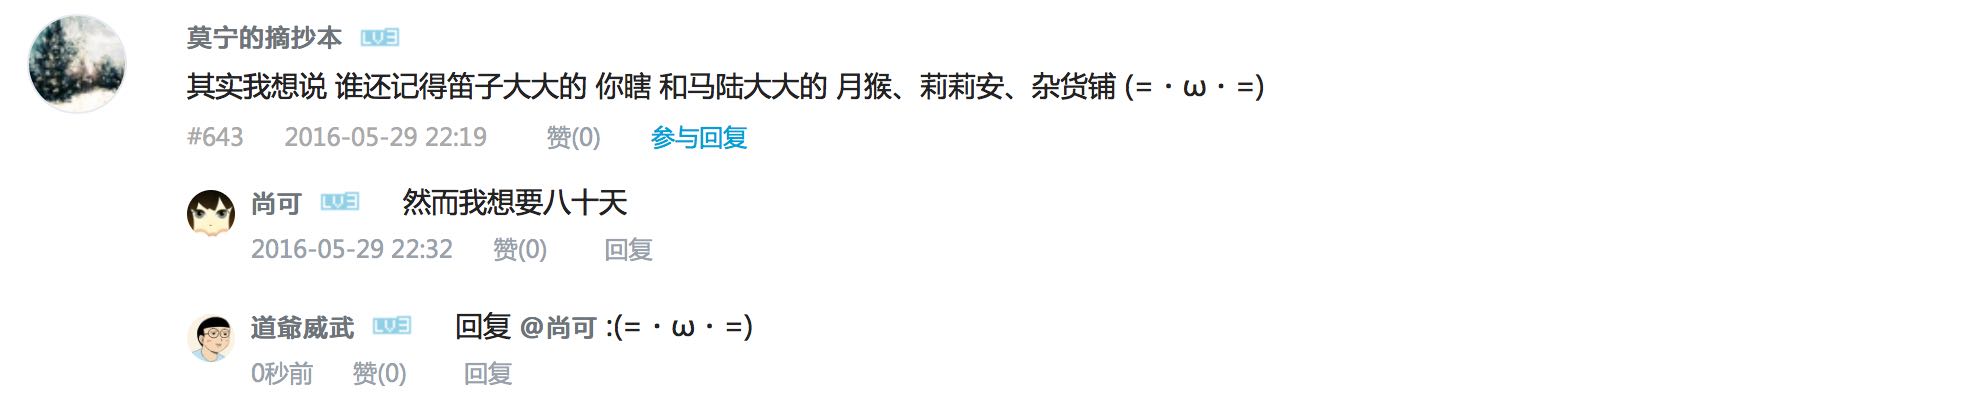 莫宁的摘抄本 LV3
其实我想说 谁还记得笛子大大的 你瞎 和马陆大大的 月猴、莉莉安、杂货铺 (=・ω・=)
#643 2016-05-29 22:19 赞(0) 参与回复
尚可 LV3 然而我想要八十天
2016-05-29 22:32 赞(0) 回复
道爺威武 LV3 回复 @尚可 :(=・ω・=)
0秒前 赞(0) 回复